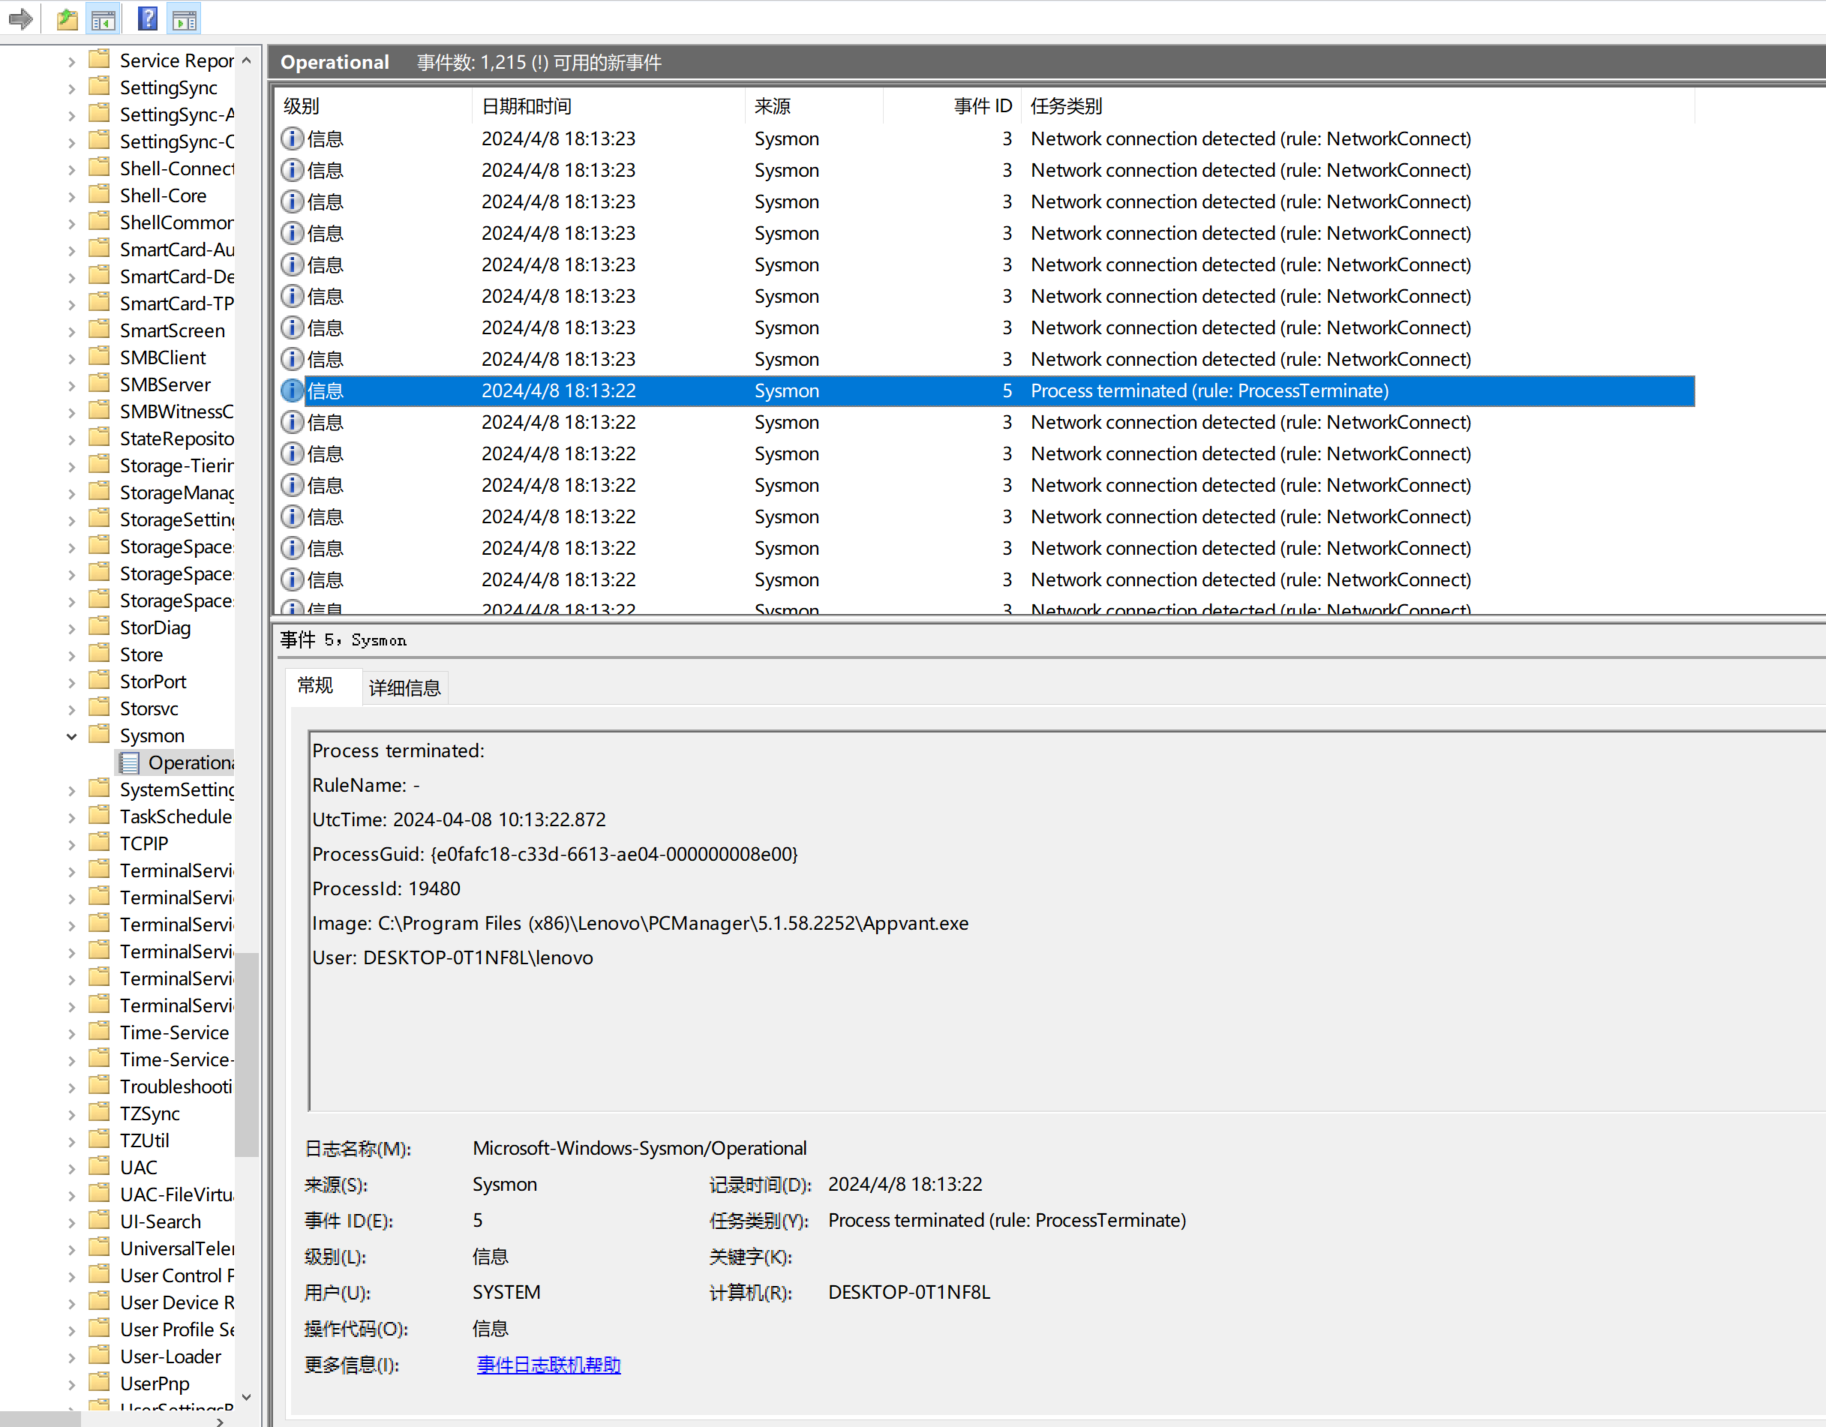 Service Repor
SettingSync
SettingSync-A
SettingSync-C
Shell-Connect
Shell-Core
ShellCommon
SmartCard-Au
SmartCard-De
SmartCard-TP
SmartScreen
SMBClient
SMBServer
SMBWitnessC
StateReposito
Storage-Tierin
StorageManag
StorageSetting
StorageSpace
StorageSpace
StorageSpace
StorDiag
Store
StorPort
Storsvc
Sysmon
Operationa
SystemSetting
TaskSchedule
TCPIP
TerminalServi
TerminalServi
TerminalServi
TerminalServi
TerminalServi
TerminalServi
Time-Service
Time-Service-
Troubleshooti
TZSync
TZUtil
UAC
UAC-FileVirtu
UI-Search
UniversalTeler
User Control P
User Device R
User Profile Se
User-Loader
UserPnp
Operational 事件数: 1,215 (!) 可用的新事件
级别 日期和时间 来源 事件 ID 任务类别
信息 2024/4/8 18:13:23 Sysmon 3 Network connection detected (rule: NetworkConnect)
信息 2024/4/8 18:13:23 Sysmon 3 Network connection detected (rule: NetworkConnect)
信息 2024/4/8 18:13:23 Sysmon 3 Network connection detected (rule: NetworkConnect)
信息 2024/4/8 18:13:23 Sysmon 3 Network connection detected (rule: NetworkConnect)
信息 2024/4/8 18:13:23 Sysmon 3 Network connection detected (rule: NetworkConnect)
信息 2024/4/8 18:13:23 Sysmon 3 Network connection detected (rule: NetworkConnect)
信息 2024/4/8 18:13:23 Sysmon 3 Network connection detected (rule: NetworkConnect)
信息 2024/4/8 18:13:23 Sysmon 3 Network connection detected (rule: NetworkConnect)
信息 2024/4/8 18:13:22 Sysmon 5 Process terminated (rule: ProcessTerminate)
信息 2024/4/8 18:13:22 Sysmon 3 Network connection detected (rule: NetworkConnect)
信息 2024/4/8 18:13:22 Sysmon 3 Network connection detected (rule: NetworkConnect)
信息 2024/4/8 18:13:22 Sysmon 3 Network connection detected (rule: NetworkConnect)
信息 2024/4/8 18:13:22 Sysmon 3 Network connection detected (rule: NetworkConnect)
信息 2024/4/8 18:13:22 Sysmon 3 Network connection detected (rule: NetworkConnect)
信息 2024/4/8 18:13:22 Sysmon 3 Network connection detected (rule: NetworkConnect)
信息 2024/4/8 18:13:22 Sysmon 3 Network connection detected (rule: NetworkConnect)
事件 5，Sysmon
常规 详细信息
Process terminated:
RuleName: -
UtcTime: 2024-04-08 10:13:22.872
ProcessGuid: {e0fafc18-c33d-6613-ae04-000000008e00}
ProcessId: 19480
Image: C:\Program Files (x86)\Lenovo\PCManager\5.1.58.2252\Appvant.exe
User: DESKTOP-0T1NF8L\lenovo
日志名称(M): Microsoft-Windows-Sysmon/Operational
来源(S): Sysmon 记录时间(D): 2024/4/8 18:13:22
事件 ID(E): 5 任务类别(Y): Process terminated (rule: ProcessTerminate)
级别(L): 信息 关键字(K):
用户(U): SYSTEM 计算机(R): DESKTOP-0T1NF8L
操作代码(O): 信息
更多信息(I): 事件日志联机帮助